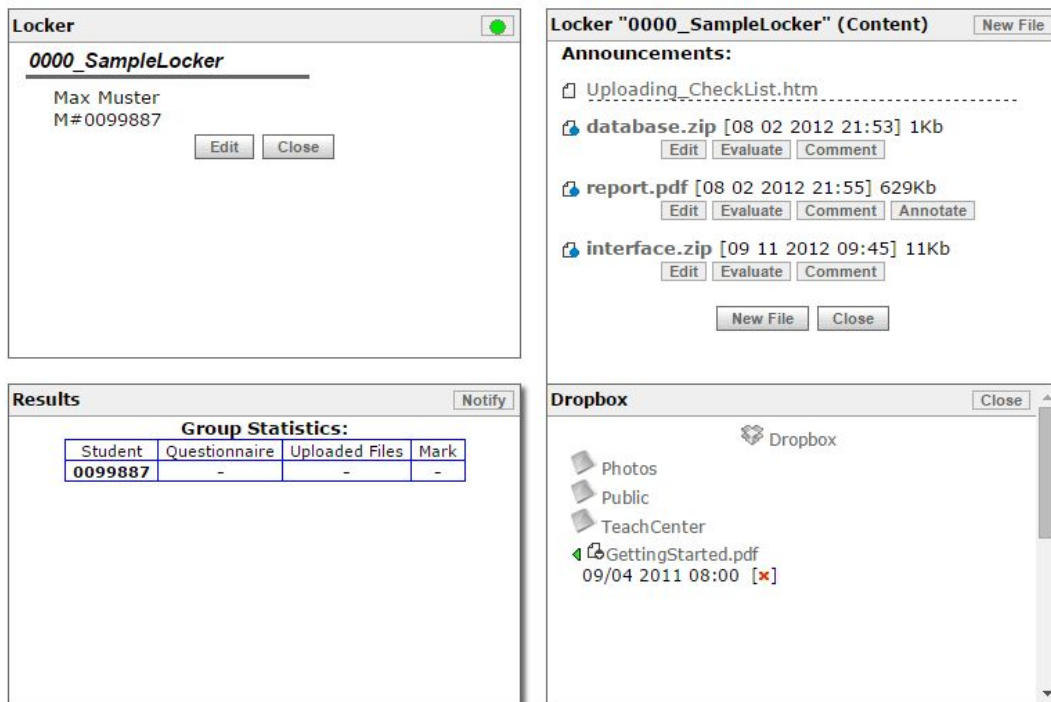 Locker
0000_SampleLocker
Max Muster
M#0099887
Edit Close
Locker "0000_SampleLocker" (Content) New File
Announcements:
Uploading_CheckList.htm
database.zip [08 02 2012 21:53] 1Kb
Edit Evaluate Comment
report.pdf [08 02 2012 21:55] 629Kb
Edit Evaluate Comment Annotate
interface.zip [09 11 2012 09:45] 11Kb
Edit Evaluate Comment
New File Close
Results Notify
Group Statistics:
Student Questionnaire Uploaded Files Mark
0099887 - - -
Dropbox Close
Dropbox
Photos
Public
TeachCenter
GettingStarted.pdf
09/04 2011 08:00 [x]